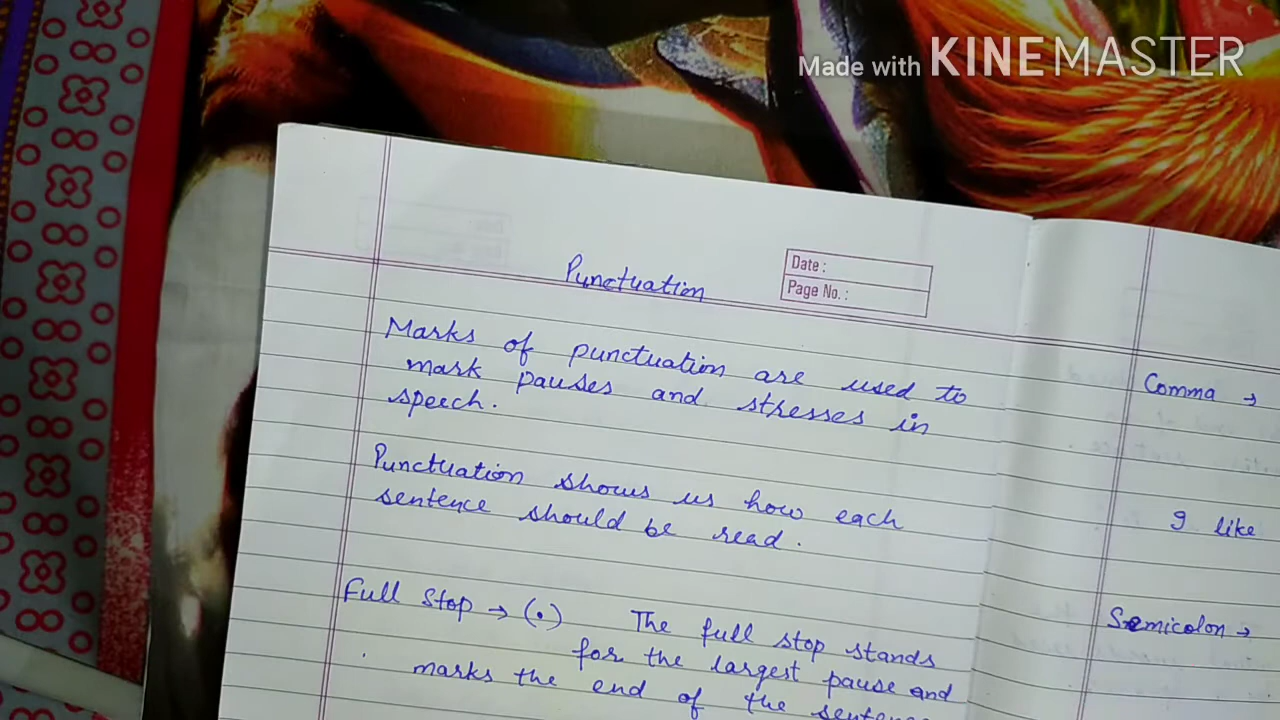 Made with KINEMASTER
Date :
Page No. :
Punctuation
Marks of punctuation are used to
mark pauses and stresses in
speech.
Punctuation shows us how each
sentence should be read.
Full Stop → (.) The full stop stands
for the largest pause and
marks the end of the
Comma →
I like
Semicolon →